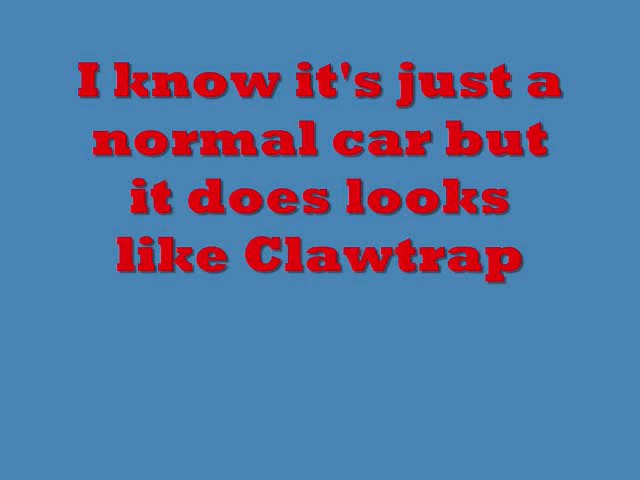 I know it's just a
normal car but
it does looks
like Clawtrap